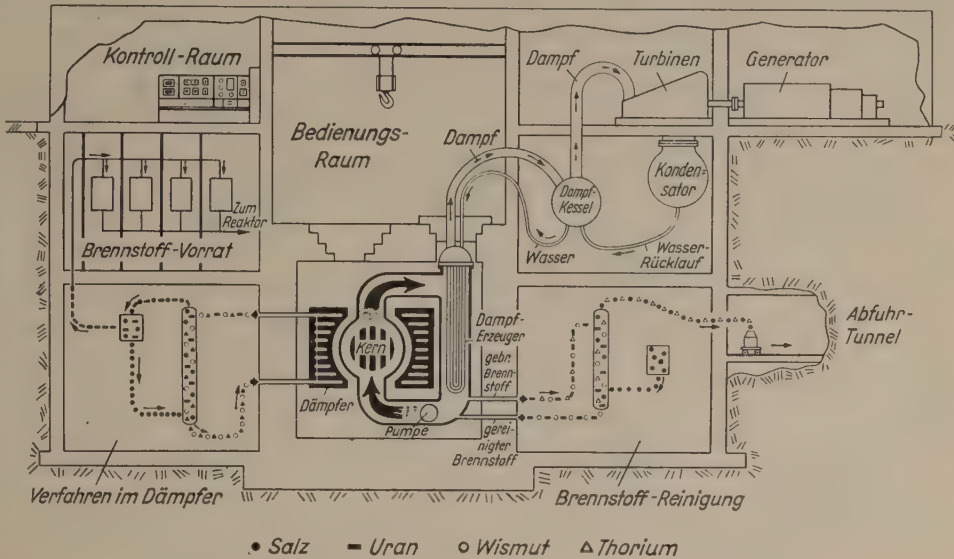 Kontroll-Raum
Dampf
Turbinen
Generator
Bedienungs-
Raum
Dampf
Konden-
sator
Dampf-
Kessel
Zum
Reaktor
Brennstoff-Vorrat
Wasser
Wasser-
Rücklauf
Abfuhr-
Tunnel
Kern
Dampf-
Erzeuger
gebr.
Brenn-
stoff
Dämpfer
Pumpe
gerei-
nigter
Brennstoff
Verfahren im Dämpfer
Brennstoff-Reinigung
Salz
Uran
Wismut
Thorium